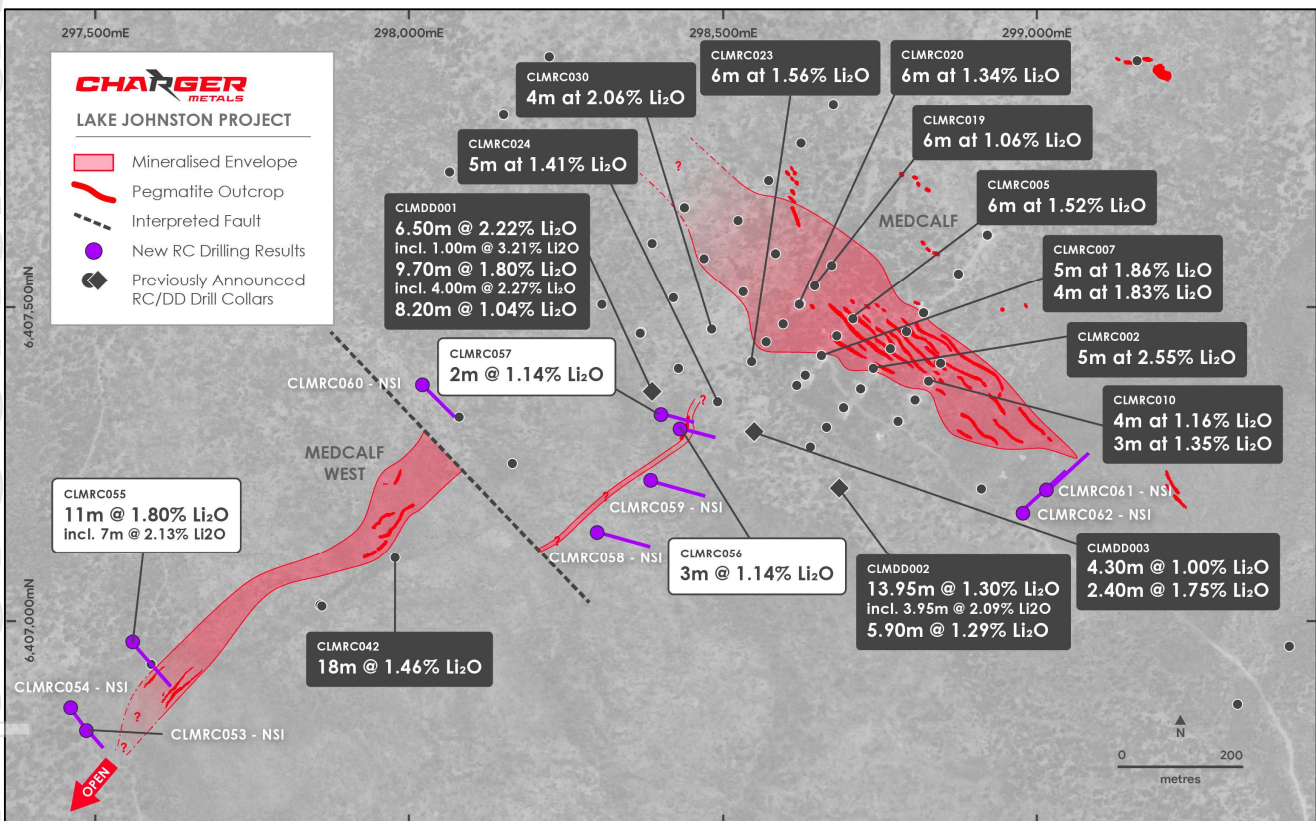 297,500mE
298,000mE
298,500mE
299,000mE
6,407,500mN
6,407,000mN
CHARGER
METALS
LAKE JOHNSTON PROJECT
Mineralised Envelope
Pegmatite Outcrop
Interpreted Fault
New RC Drilling Results
Previously Announced
RC/DD Drill Collars
CLMRC030
4m at 2.06% Li₂O
CLMRC023
6m at 1.56% Li₂O
CLMRC020
6m at 1.34% Li₂O
CLMRC024
5m at 1.41% Li₂O
CLMRC019
6m at 1.06% Li₂O
CLMDD001
6.50m @ 2.22% Li₂O
incl. 1.00m @ 3.21% Li2O
9.70m @ 1.80% Li₂O
incl. 4.00m @ 2.27% Li₂O
8.20m @ 1.04% Li₂O
CLMRC005
6m at 1.52% Li₂O
MEDCALF
CLMRC007
5m at 1.86% Li₂O
4m at 1.83% Li₂O
CLMRC002
5m at 2.55% Li₂O
CLMRC010
4m at 1.16% Li₂O
3m at 1.35% Li₂O
CLMRC057
2m @ 1.14% Li₂O
CLMRC060 - NSI
?
?
?
?
MEDCALF
WEST
CLMRC055
11m @ 1.80% Li₂O
incl. 7m @ 2.13% Li2O
CLMRC059 - NSI
CLMRC058 - NSI
CLMRC056
3m @ 1.14% Li₂O
CLMRC061 - NSI
CLMRC062 - NSI
CLMDD002
13.95m @ 1.30% Li₂O
incl. 3.95m @ 2.09% Li2O
5.90m @ 1.29% Li₂O
CLMDD003
4.30m @ 1.00% Li₂O
2.40m @ 1.75% Li₂O
CLMRC042
18m @ 1.46% Li₂O
CLMRC054 - NSI
CLMRC053 - NSI
?
?
OPEN
N
0 200
metres